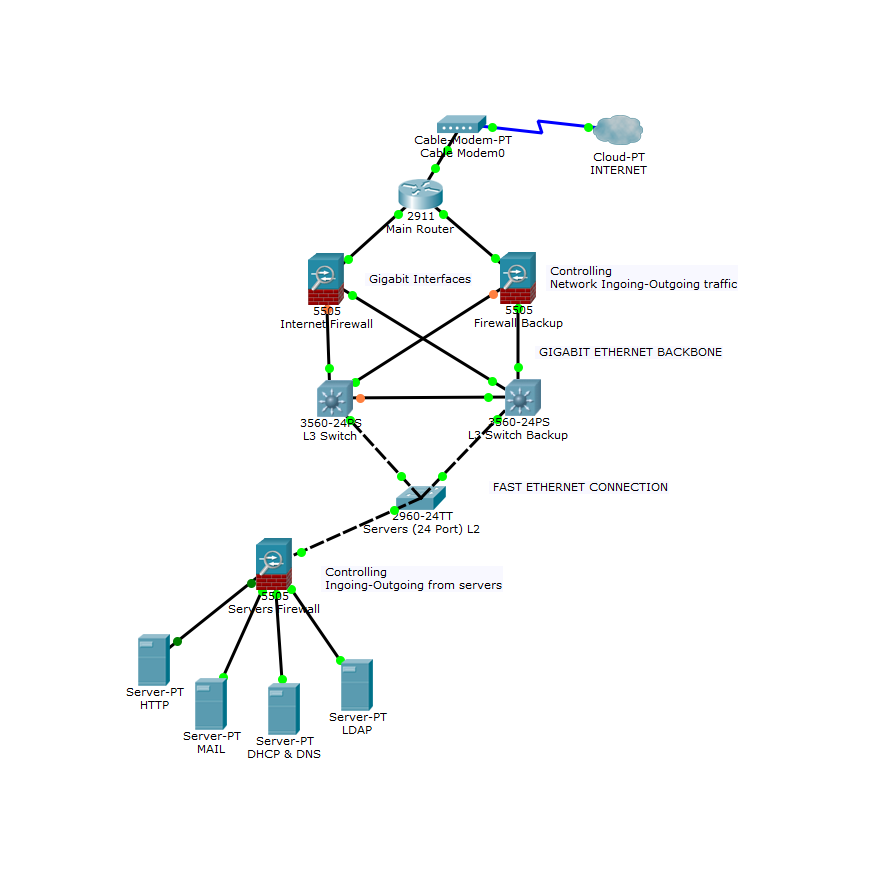 Cable-Modem-PT
Cable Modem0
Cloud-PT
INTERNET
2911
Main Router
Gigabit Interfaces
Controlling
Network Ingoing-Outgoing traffic
5505
Internet Firewall
5505
Firewall Backup
GIGABIT ETHERNET BACKBONE
3560-24PS
L3 Switch
3560-24PS
L3 Switch Backup
FAST ETHERNET CONNECTION
2960-24TT
Servers (24 Port) L2
Controlling
Ingoing-Outgoing from servers
5505
Servers Firewall
Server-PT
HTTP
Server-PT
MAIL
Server-PT
DHCP & DNS
Server-PT
LDAP